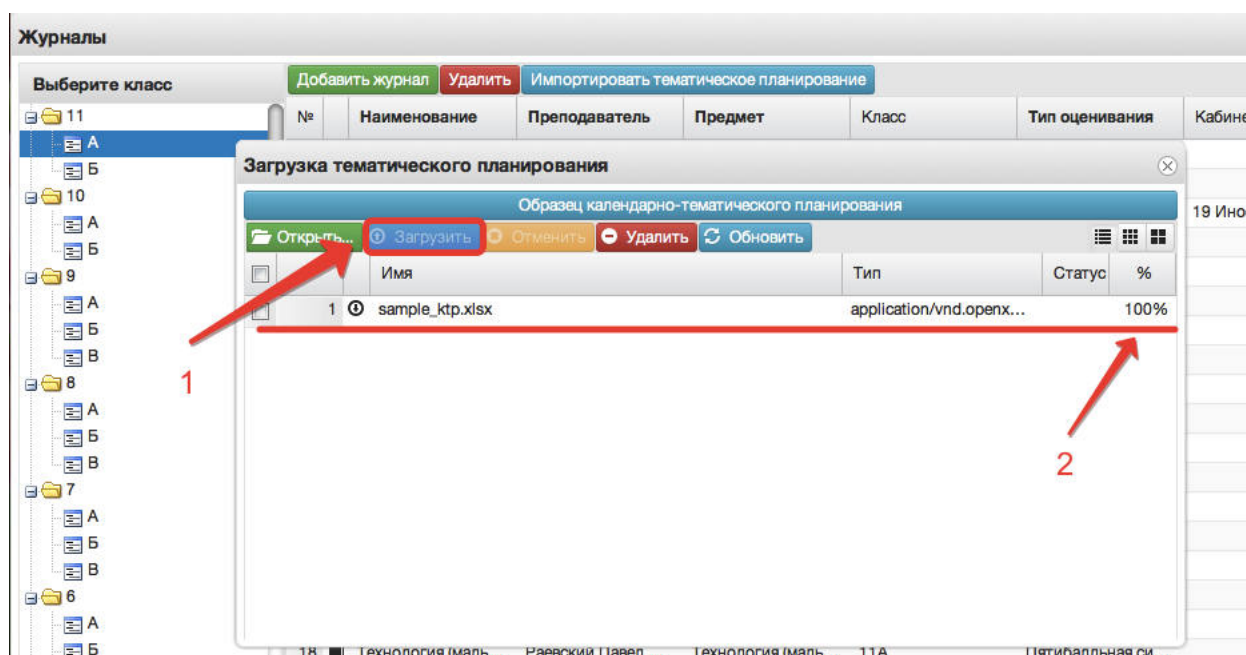 Журналы
Выберите класс
Добавить журнал Удалить Импортировать тематическое планирование
№ Наименование Преподаватель Предмет Класс Тип оценивания
11
А
Б
10
А
Б
9
А
Б
В
8
А
Б
В
7
А
Б
В
6
А
Б
Загрузка тематического планирования
Образец календарно-тематического планирования
19 Ино
Открыть... Загрузить Отменить Удалить Обновить
Имя Тип Статус %
1 sample_ktp.xlsx application/vnd.openx... 100%
1
2
18 Технология (маль... Раевский Павел Технология (маль... 11А Пятибалльная си...